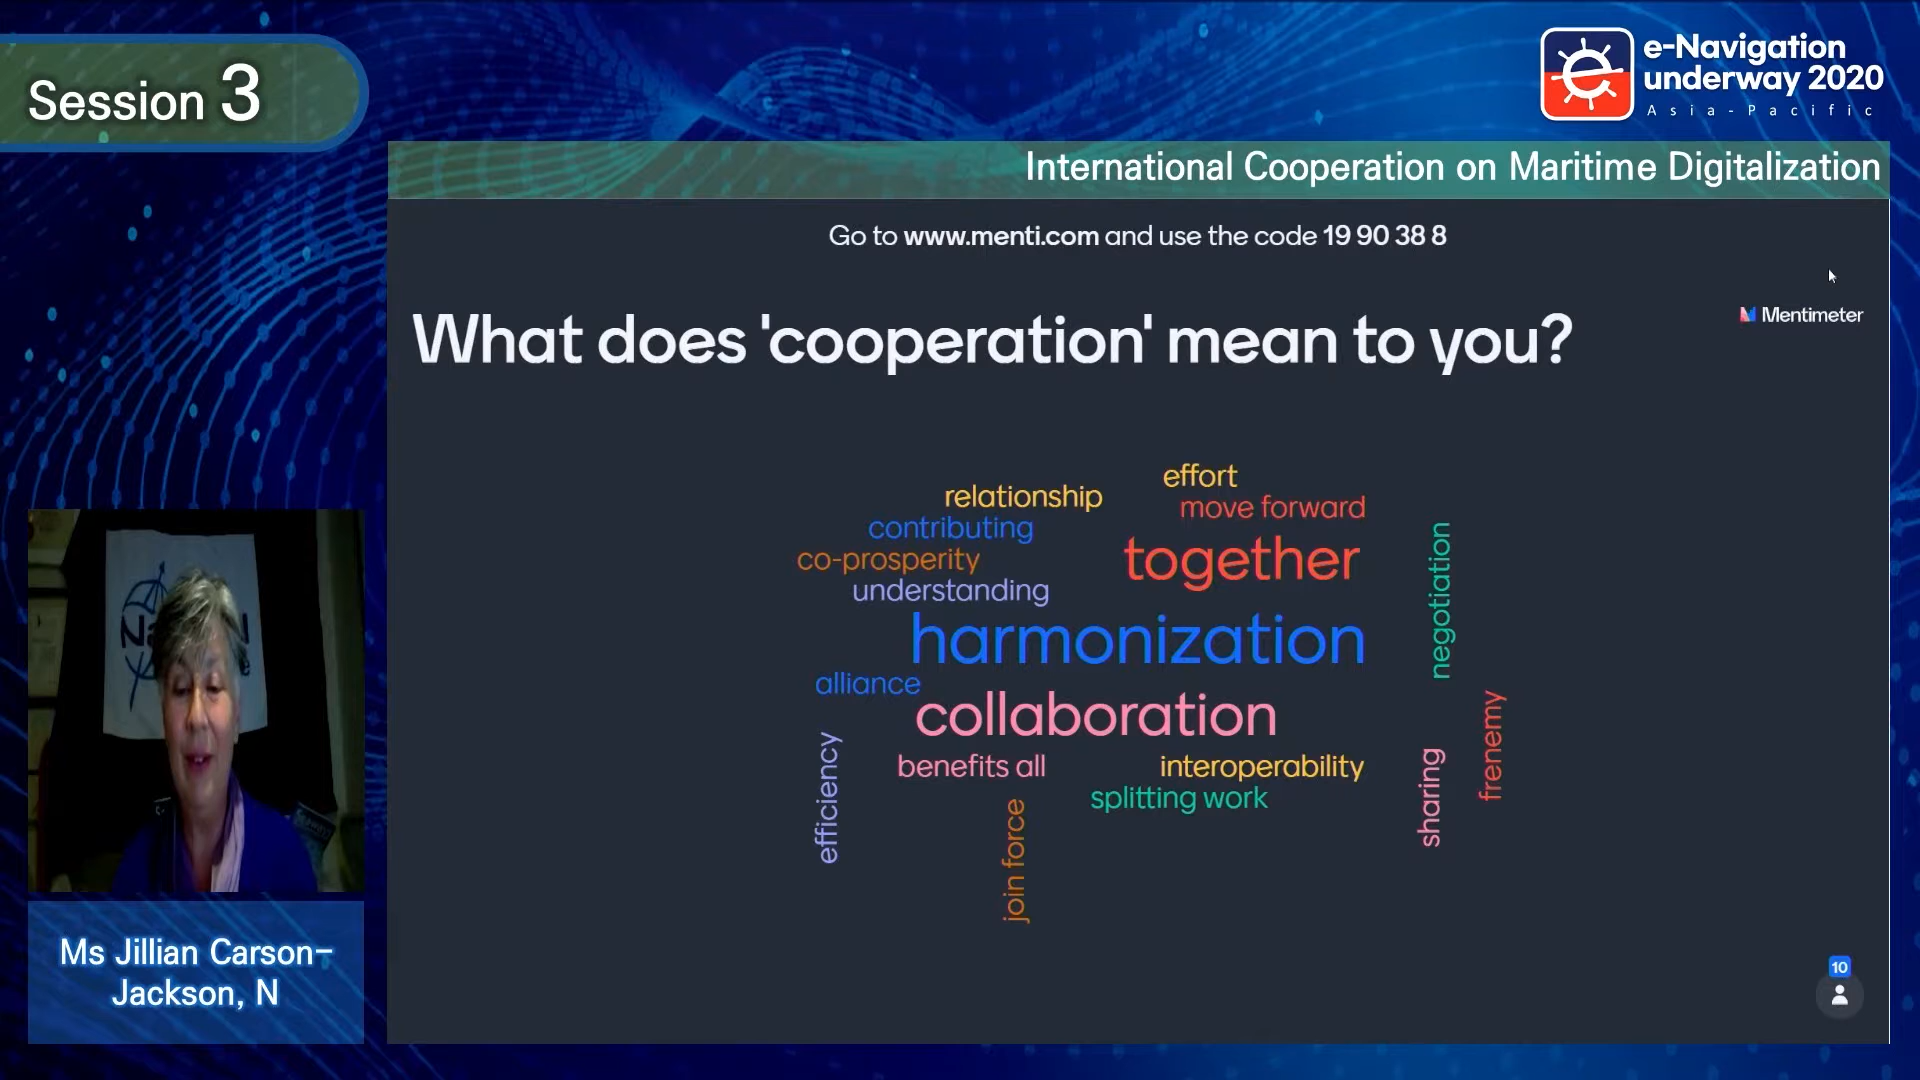 Session 3
e-Navigation
underway 2020
Asia-Pacific
International Cooperation on Maritime Digitalization
Go to www.menti.com and use the code 19 90 38 8
Mentimeter
What does 'cooperation' mean to you?
effort
relationship
move forward
contributing
together
co-prosperity
understanding
negotiation
harmonization
alliance
collaboration
frenemy
benefits all
interoperability
sharing
splitting work
efficiency
join force
Ms Jillian Carson-
Jackson, N
10